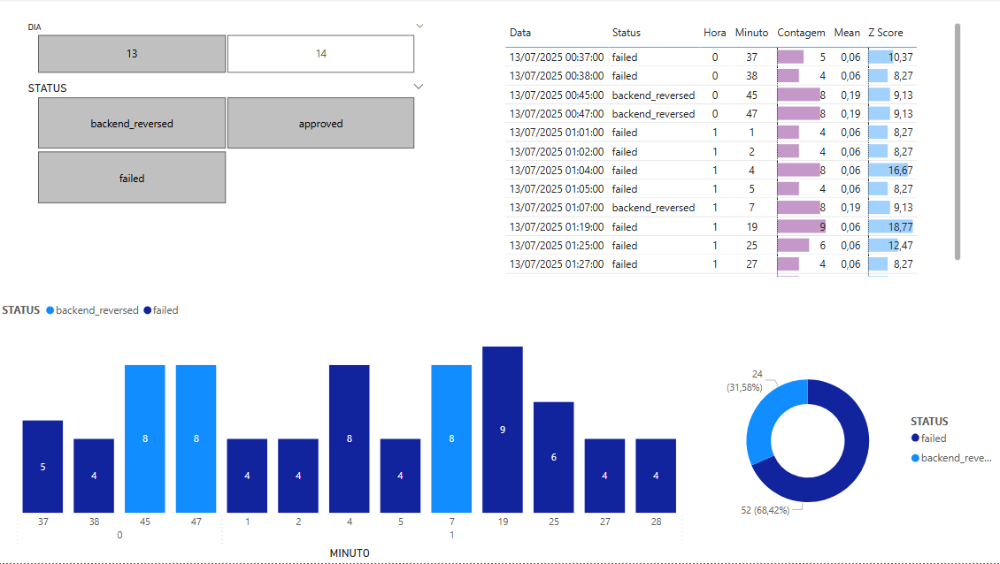 DIA
13 14
STATUS
backend_reversed approved
failed
Data Status Hora Minuto Contagem Mean Z Score
13/07/2025 00:37:00 failed 0 37 5 0,06 10,37
13/07/2025 00:38:00 failed 0 38 4 0,06 8,27
13/07/2025 00:45:00 backend_reversed 0 45 8 0,19 9,13
13/07/2025 00:47:00 backend_reversed 0 47 8 0,19 9,13
13/07/2025 01:01:00 failed 1 1 4 0,06 8,27
13/07/2025 01:02:00 failed 1 2 4 0,06 8,27
13/07/2025 01:04:00 failed 1 4 8 0,06 16,67
13/07/2025 01:05:00 failed 1 5 4 0,06 8,27
13/07/2025 01:07:00 backend_reversed 1 7 8 0,19 9,13
13/07/2025 01:19:00 failed 1 19 9 0,06 18,77
13/07/2025 01:25:00 failed 1 25 6 0,06 12,47
13/07/2025 01:27:00 failed 1 27 4 0,06 8,27
STATUS backend_reversed failed
5 4 8 8 4 4 8 4 8 9 6 4 4
37 38 45 47 1 2 4 5 7 19 25 27 28
0 1
MINUTO
24
(31,58%)
52 (68,42%)
STATUS
failed
backend_reve...